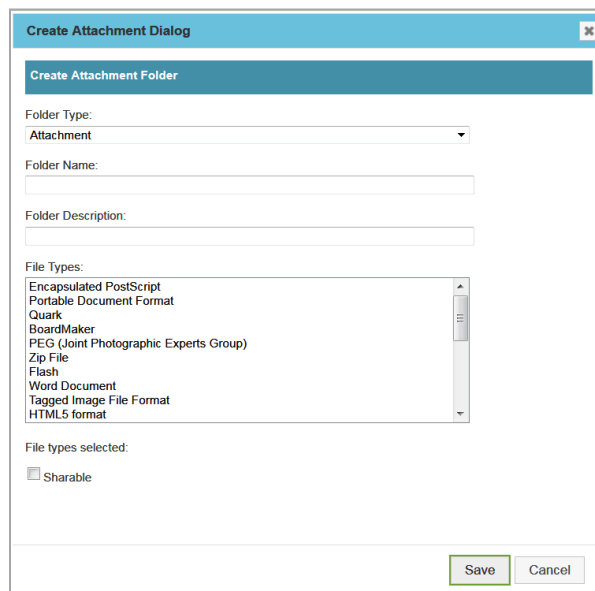 Create Attachment Dialog
Create Attachment Folder
Folder Type:
Attachment
Folder Name:
Folder Description:
File Types:
Encapsulated PostScript
Portable Document Format
Quark
BoardMaker
PEG (Joint Photographic Experts Group)
Zip File
Flash
Word Document
Tagged Image File Format
HTML5 format
File types selected:
Sharable
Save Cancel